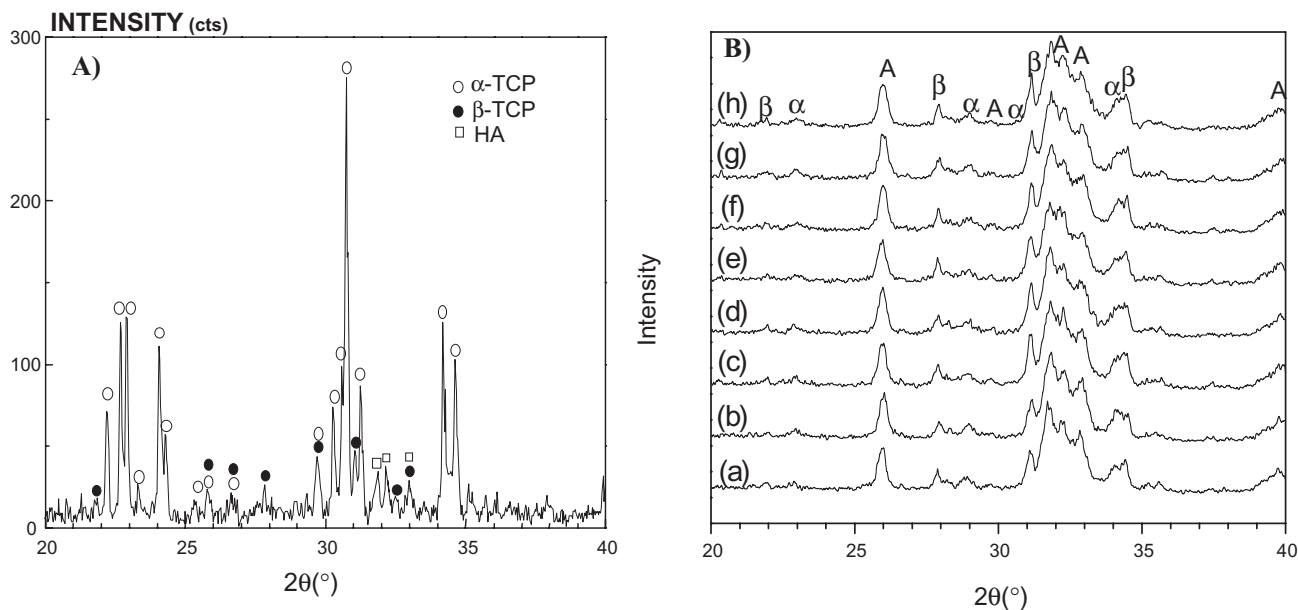 INTENSITY (cts)
A)
300
200
100
0
α-TCP
β-TCP
HA
20 25 30 35 40
2θ(°)
B)
Intensity
A β A A
β α A β α A α α β A
(h)
(g)
(f)
(e)
(d)
(c)
(b)
(a)
20 25 30 35 40
2θ(°)